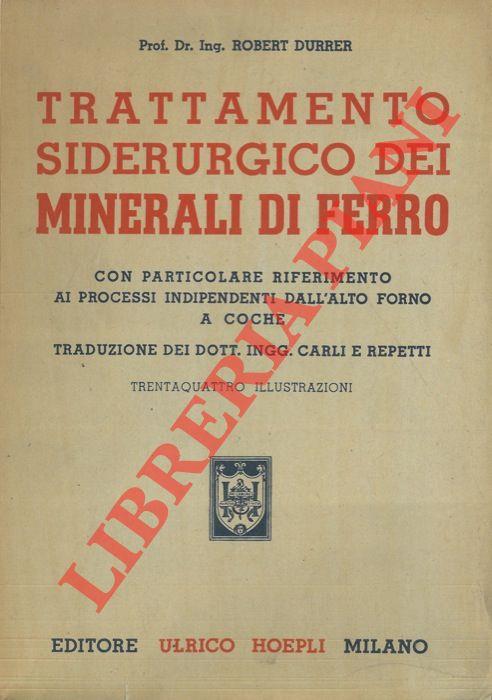 Prof. Dr. Ing. ROBERT DURRER
TRATTAMENTO
SIDERURGICO DEI
MINERALI DI FERRO
CON PARTICOLARE RIFERIMENTO
AI PROCESSI INDIPENDENTI DALL'ALTO FORNO
A COCHE
TRADUZIONE DEI DOTT. INGG. CARLI E REPETTI
TRENTAQUATTRO ILLUSTRAZIONI
EDITORE ULRICO HOEPLI MILANO
LIBRERIA PIANI